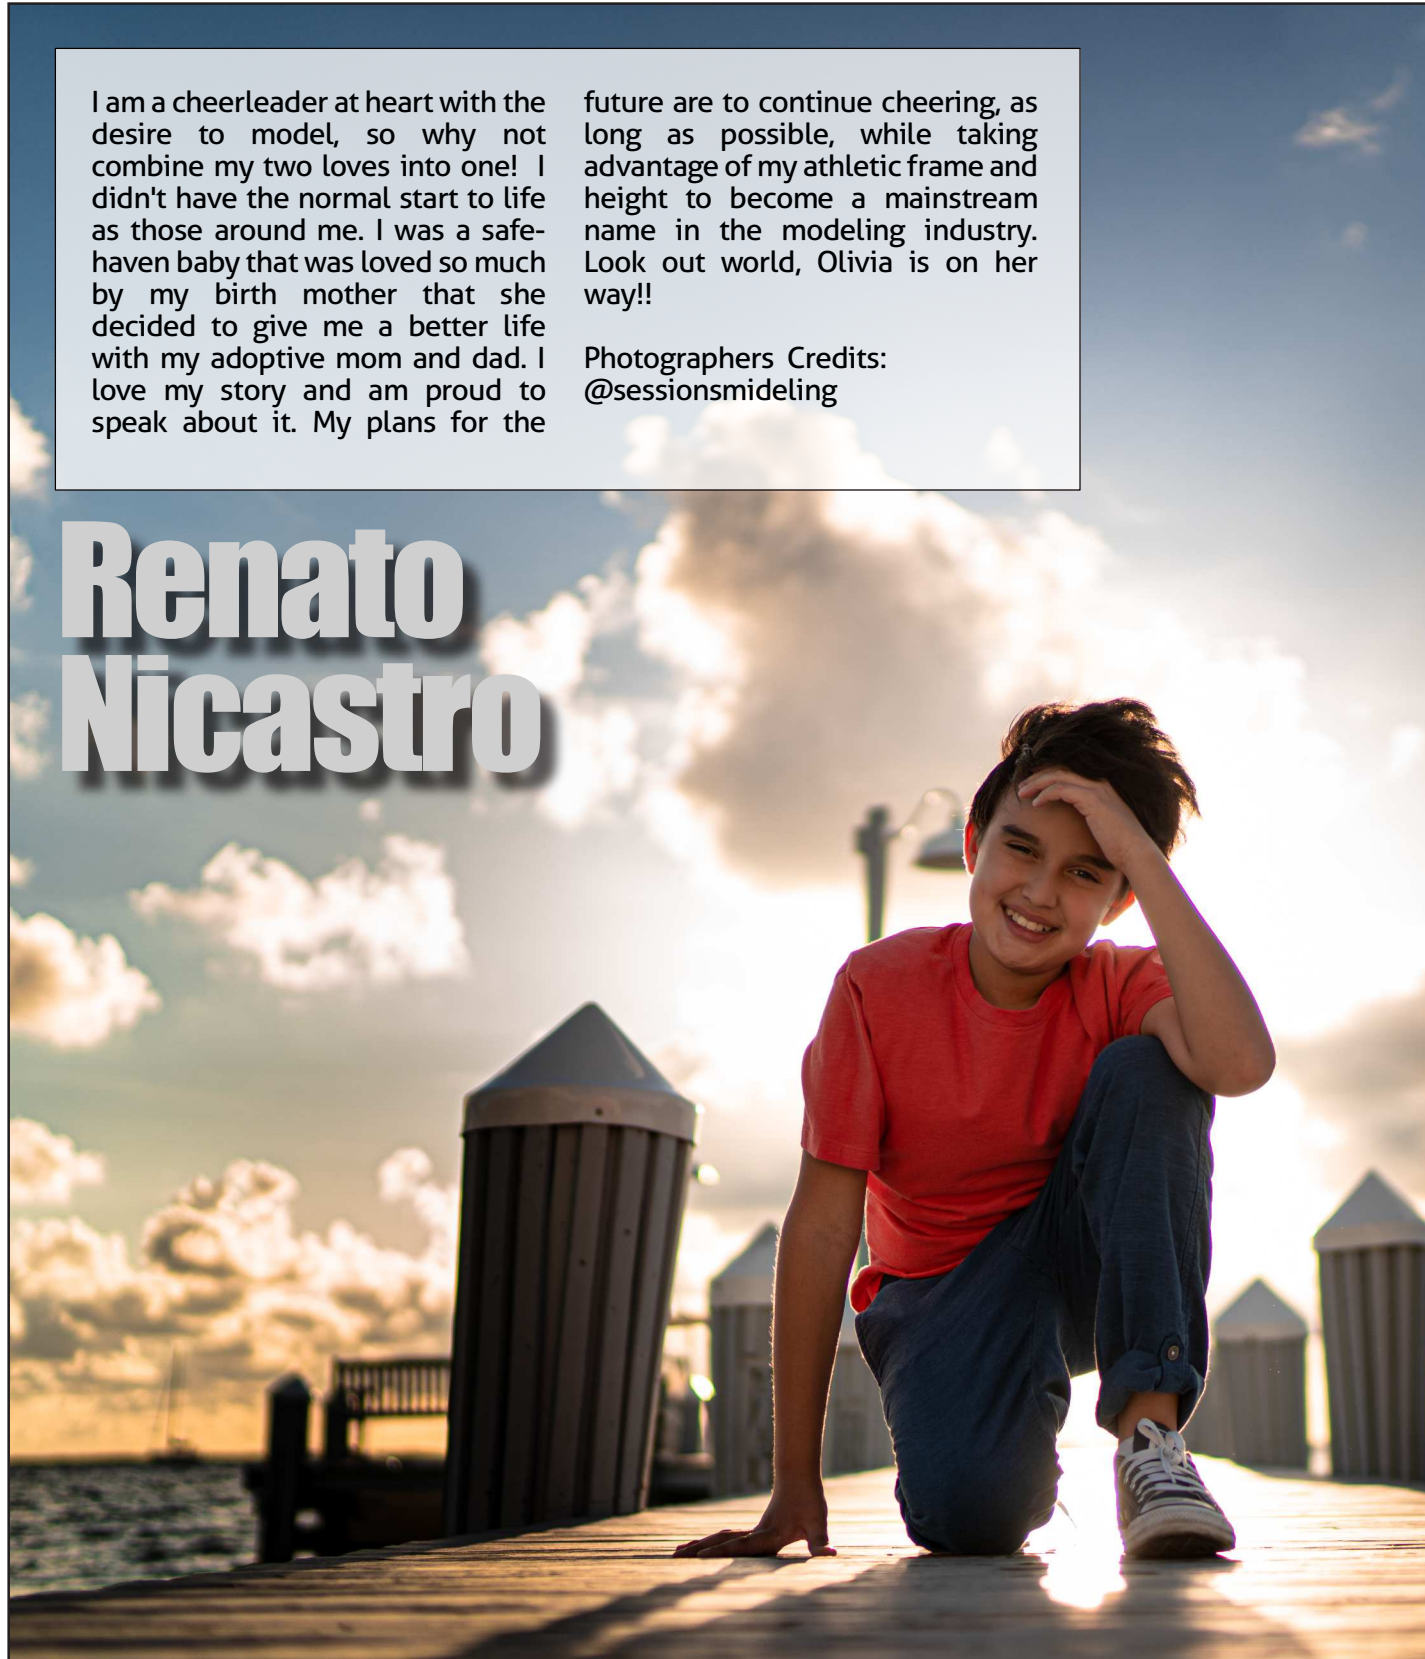 I am a cheerleader at heart with the
desire to model, so why not
combine my two loves into one! I
didn't have the normal start to life
as those around me. I was a safe-
haven baby that was loved so much
by my birth mother that she
decided to give me a better life
with my adoptive mom and dad. I
love my story and am proud to
speak about it. My plans for the
future are to continue cheering, as
long as possible, while taking
advantage of my athletic frame and
height to become a mainstream
name in the modeling industry.
Look out world, Olivia is on her
way!!
Photographers Credits:
@sessionsmideling
Renato
Nicastro